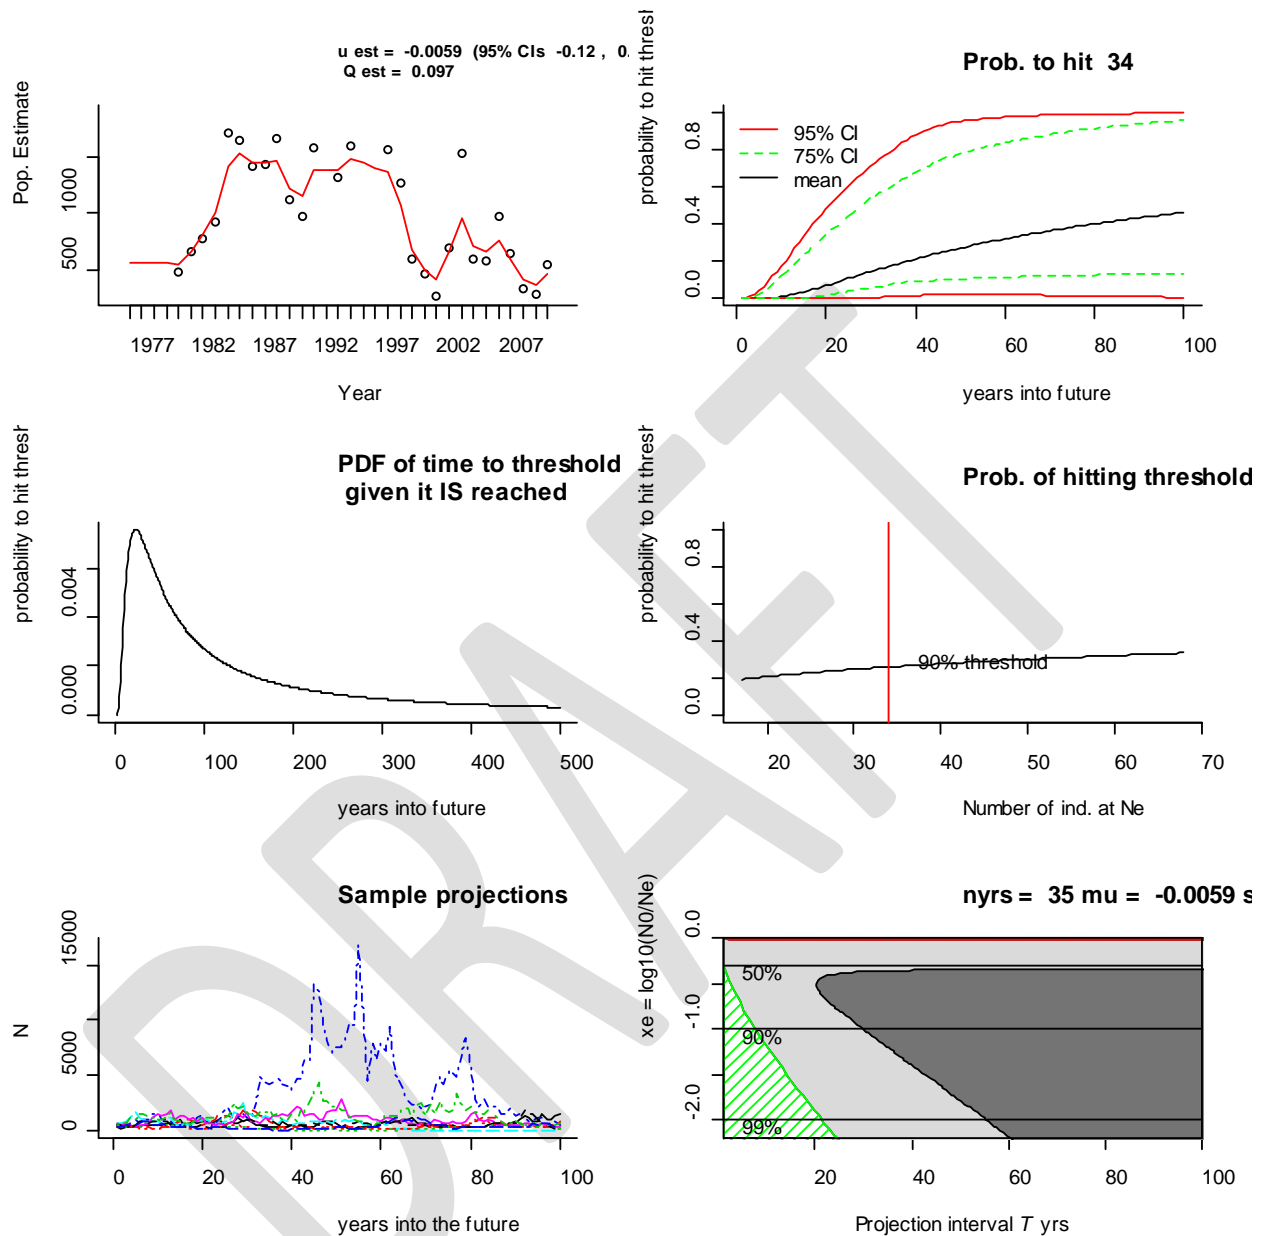 u est = -0.0059 (95% CIs -0.12 , 0.
Q est = 0.097
Pop. Estimate
500 1000
1977 1982 1987 1992 1997 2002 2007
Year
Prob. to hit 34
probability to hit thresh
0.0 0.4 0.8
95% CI
75% CI
mean
0 20 40 60 80 100
years into future
PDF of time to threshold
given it IS reached
probability to hit thresh
0.000 0.004
0 100 200 300 400 500
years into future
Prob. of hitting threshold
probability to hit thresh
0.0 0.4 0.8
90% threshold
20 30 40 50 60 70
Number of ind. at Ne
Sample projections
N
0 5000 15000
0 20 40 60 80 100
years into the future
nyrs = 35 mu = -0.0059 s
xe = log10(N0/Ne)
-2.0 -1.0 0.0
50%
90%
99%
20 40 60 80 100
Projection interval T yrs
DRAFT